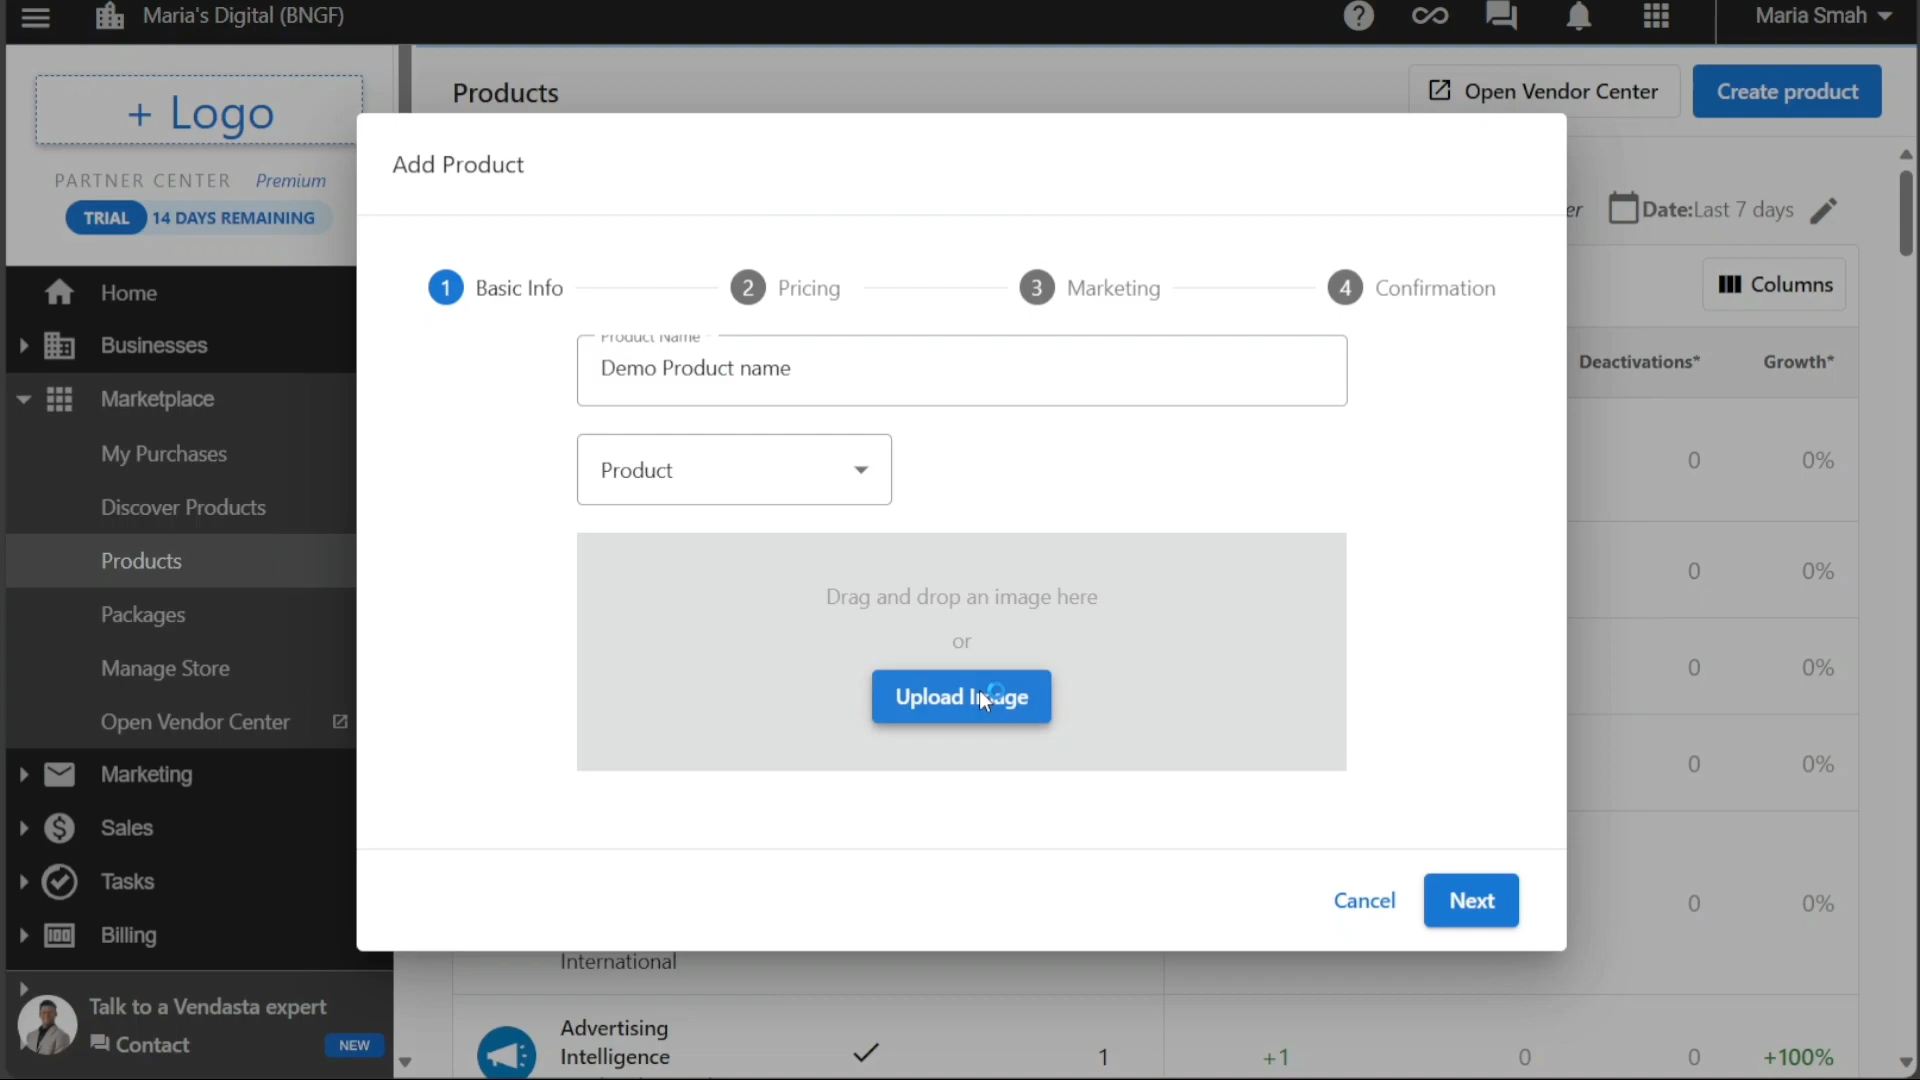 Maria's Digital (BNGF)
Maria Smah
+ Logo
PARTNER CENTER Premium
TRIAL 14 DAYS REMAINING
Home
Businesses
Marketplace
My Purchases
Discover Products
Products
Packages
Manage Store
Open Vendor Center
Marketing
Sales
Tasks
Billing
Talk to a Vendasta expert
Contact
NEW
Products
Open Vendor Center
Create product
Date:Last 7 days
Columns
Deactivations* Growth*
0 0%
0 0%
0 0%
0 0%
0 0%
Add Product
1 Basic Info
2 Pricing
3 Marketing
4 Confirmation
Product Name
Demo Product name
Product
Drag and drop an image here
or
Upload Image
Cancel
Next
International
Advertising
Intelligence
1 +1 0 0 +100%